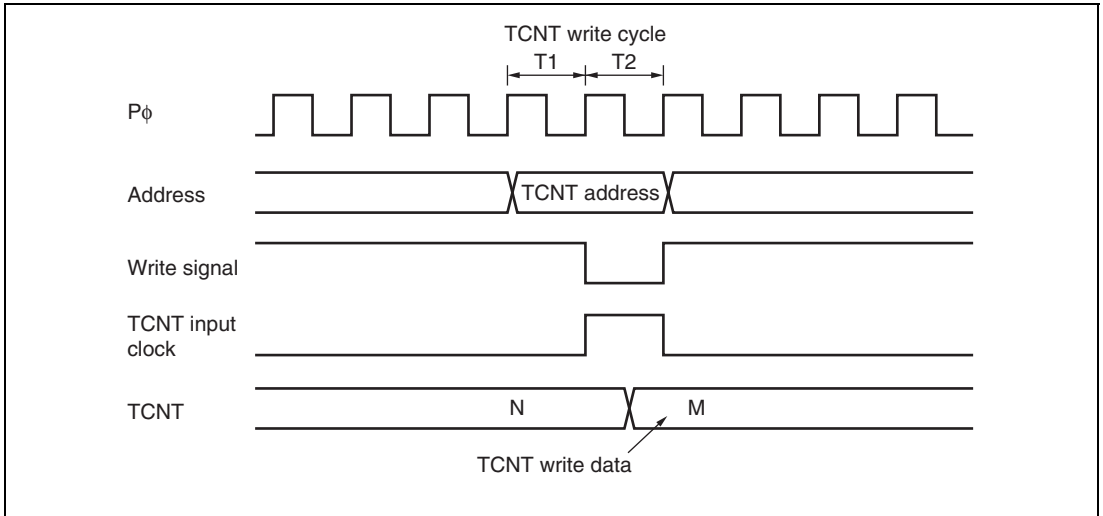 TCNT write cycle
T1 T2
Pϕ
Address
TCNT address
Write signal
TCNT input
clock
TCNT
N
M
TCNT write data